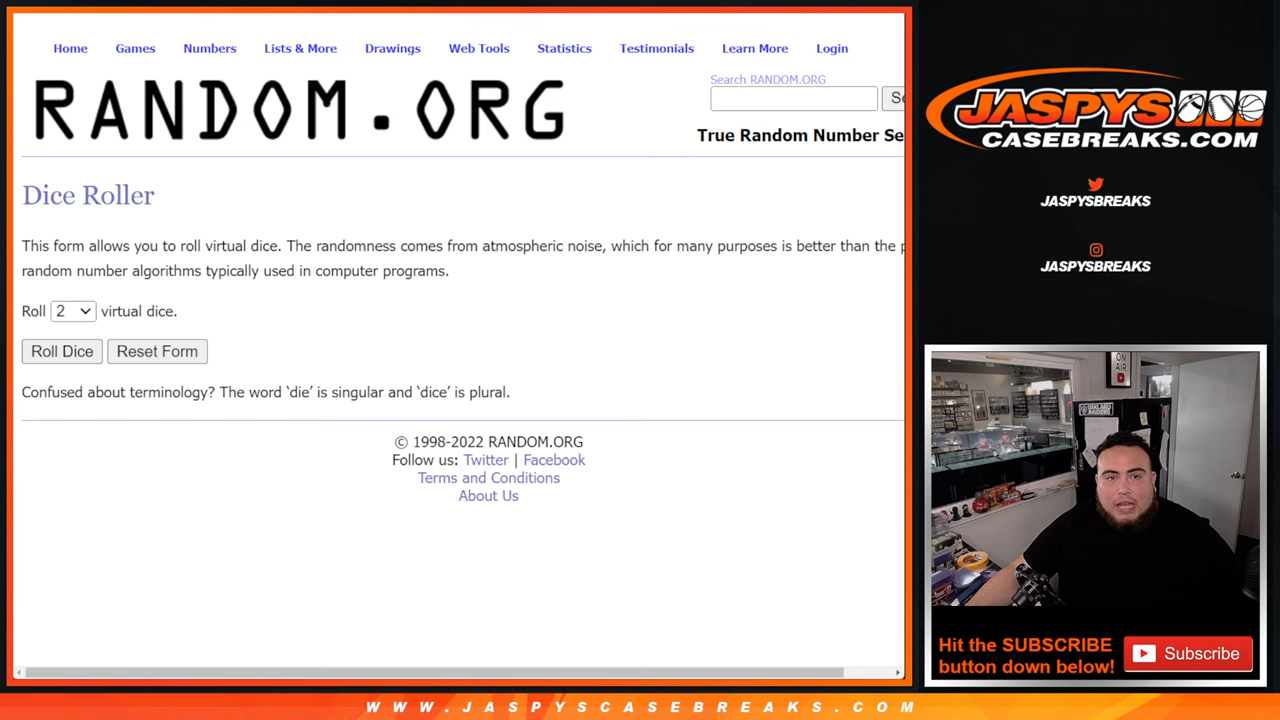 Home Games Numbers Lists & More Drawings Web Tools Statistics Testimonials Learn More Login
RANDOM.ORG
Search RANDOM.ORG
Se
True Random Number Se
Dice Roller
This form allows you to roll virtual dice. The randomness comes from atmospheric noise, which for many purposes is better than the p
random number algorithms typically used in computer programs.
Roll 2 virtual dice.
Roll Dice Reset Form
Confused about terminology? The word ‘die’ is singular and ‘dice’ is plural.
© 1998-2022 RANDOM.ORG
Follow us: Twitter | Facebook
Terms and Conditions
About Us
JASPYS
CASEBREAKS.COM
JASPYSBREAKS
JASPYSBREAKS
ON
AIR
OAKLAND
RAIDERS
Hit the SUBSCRIBE
button down below!
Subscribe
WWW.JASPYSCASEBREAKS.COM